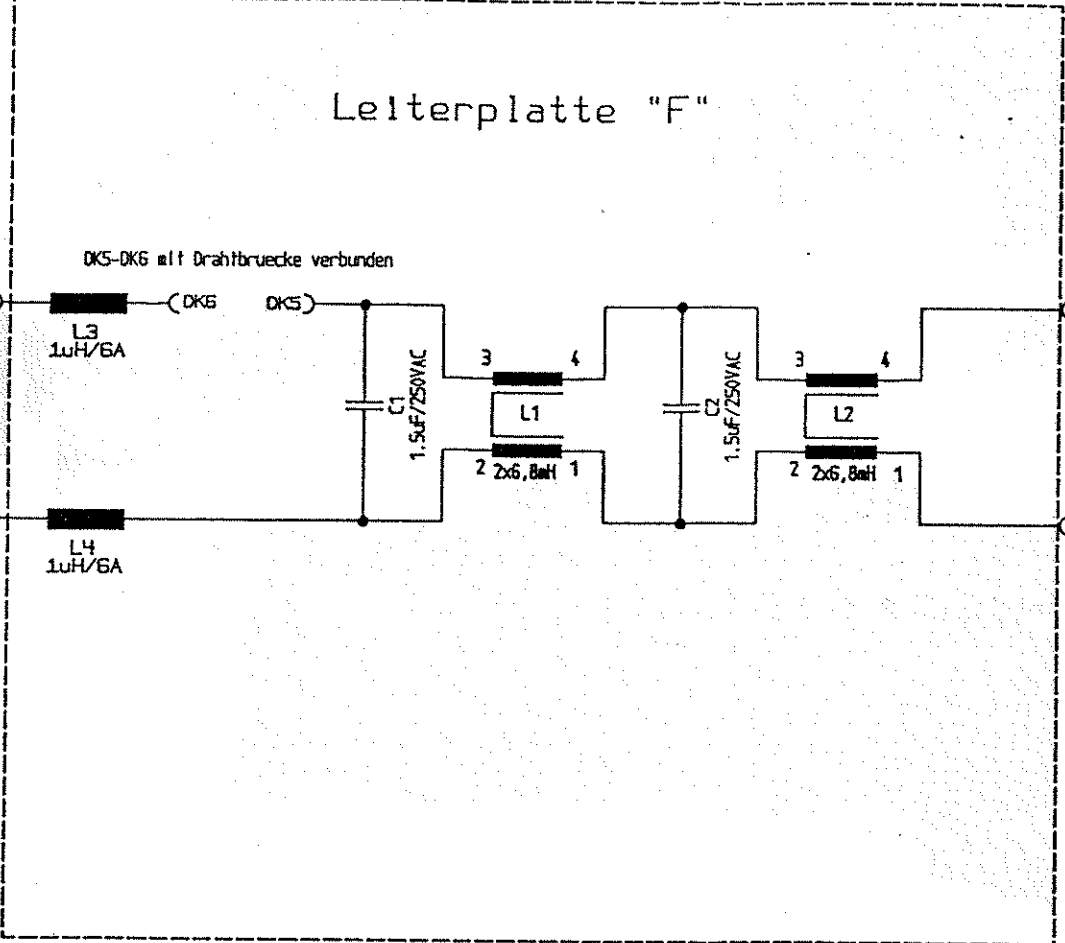 Leiterplatte "F"
DK5-DK6 mit Drahtbruecke verbunden
DK6
DK5
L3
1uH/6A
C1
1.5uF/250VAC
3
4
L1
2
2x6,8mH
1
C2
1.5uF/250VAC
3
4
L2
2
2x6,8mH
1
L4
1uH/6A